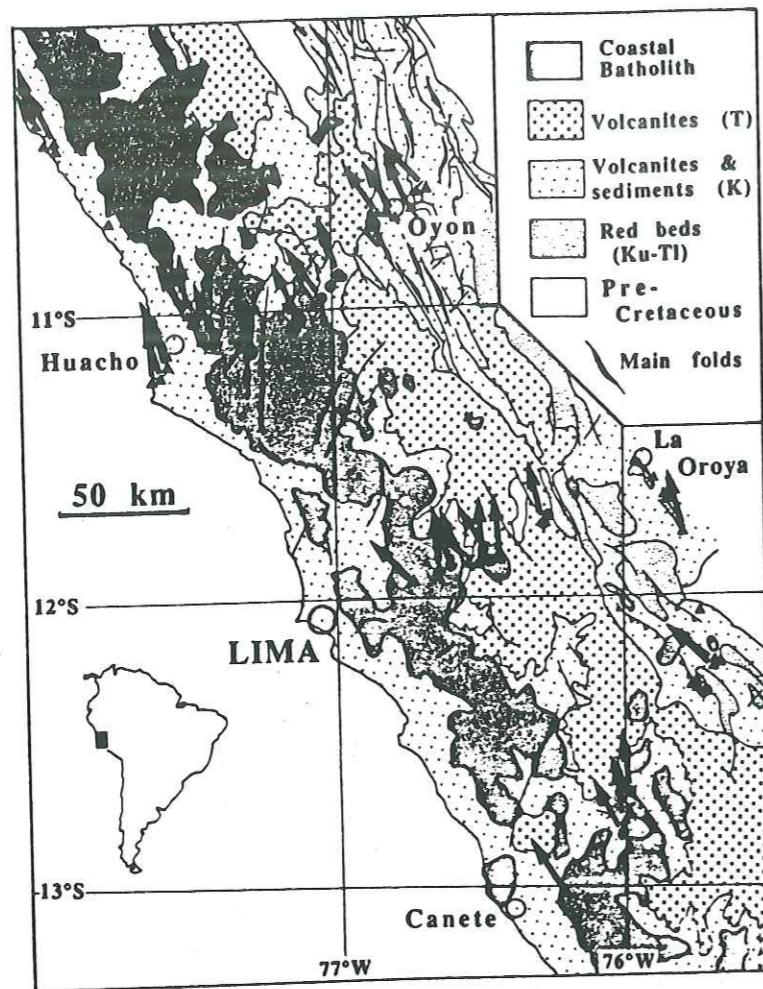 Coastal
Batholith
Volcanites (T)
Volcanites &
sediments (K)
Red beds
(Ku-Tl)
Pre-
Cretaceous
Main folds
Oyon
11°S
Huacho
La
Oroya
50 km
12°S
LIMA
13°S
Canete
77°W
76°W